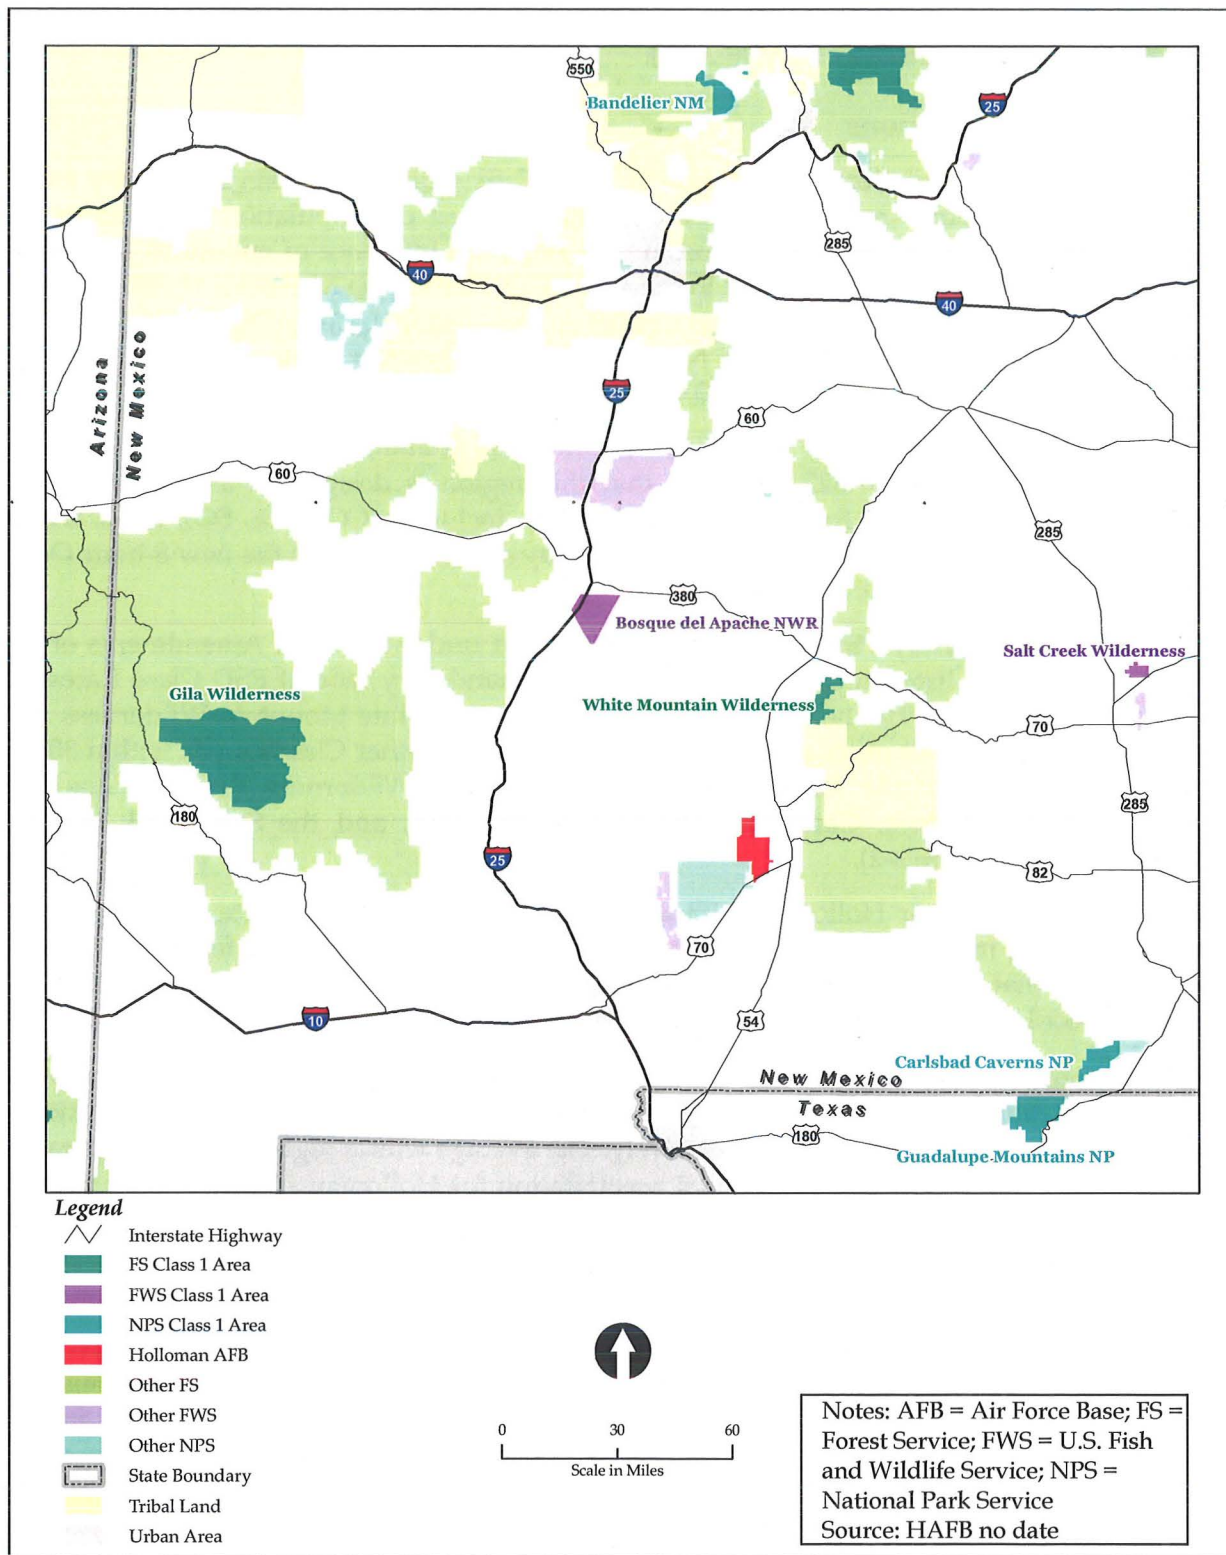 550
Bandelier NM
25
285
40
40
Arizona
New Mexico
25
60
60
285
380
Bosque del Apache NWR
Salt Creek Wilderness
Gila Wilderness
White Mountain Wilderness
70
180
285
25
82
70
10
54
Carlsbad Caverns NP
New Mexico
Texas
180
Guadalupe Mountains NP
Legend
Interstate Highway
FS Class 1 Area
FWS Class 1 Area
NPS Class 1 Area
Holloman AFB
Other FS
Other FWS
Other NPS
State Boundary
Tribal Land
Urban Area
0 30 60
Scale in Miles
Notes: AFB = Air Force Base; FS =
Forest Service; FWS = U.S. Fish
and Wildlife Service; NPS =
National Park Service
Source: HAFB no date